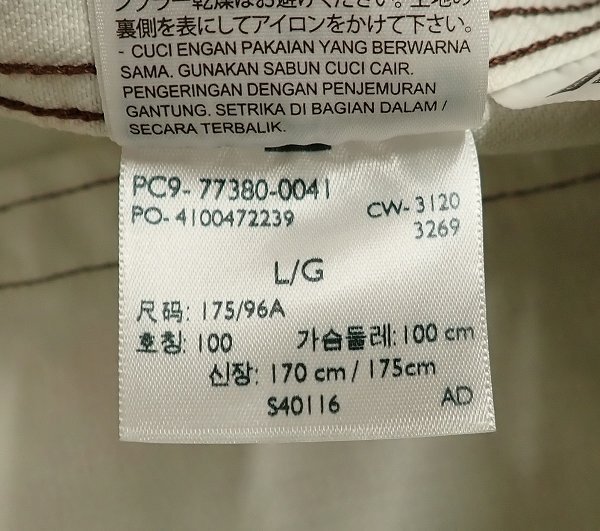 裏側を表にしてアイロンをかけて下さい。
- CUCI ENGAN PAKAIAN YANG BERWARNA
SAMA. GUNAKAN SABUN CUCI CAIR.
PENGERINGAN DENGAN PENJEMURAN
GANTUNG. SETRIKA DI BAGIAN DALAM /
SECARA TERBALIK.
PC9- 77380-0041
PO- 4100472239
CW- 3120
3269
L/G
尺码: 175/96A
호칭: 100 가슴둘레: 100 cm
신장: 170 cm / 175cm
S40116 AD